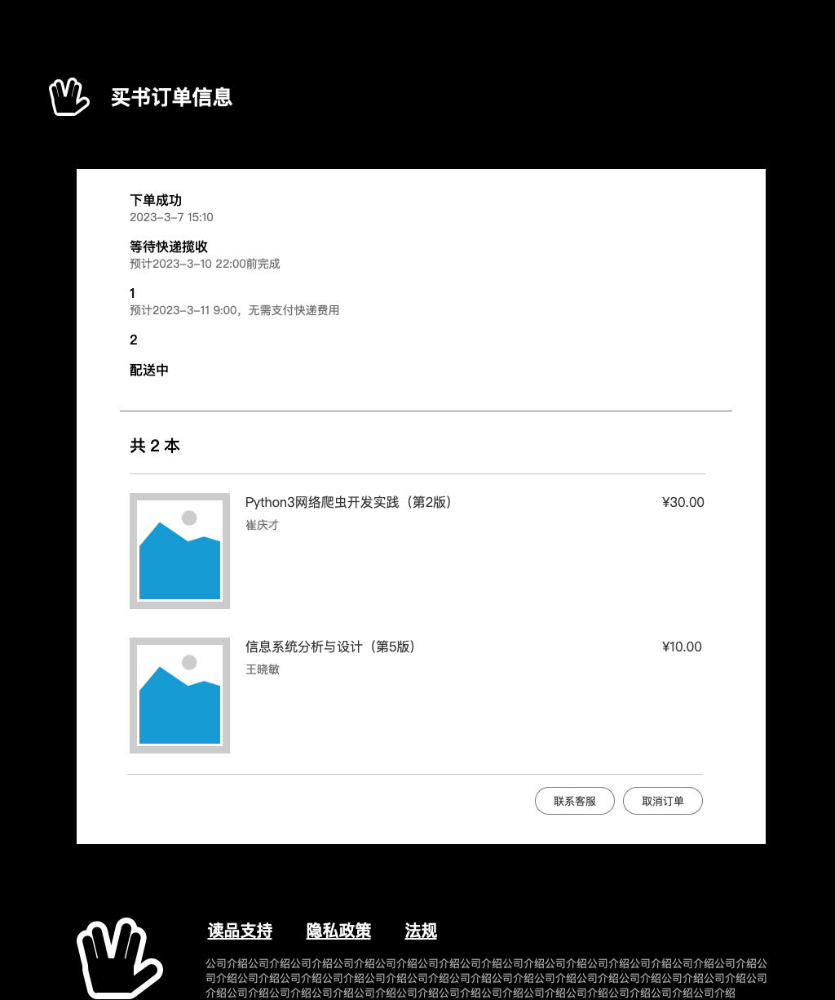 买书订单信息
下单成功
2023-3-7 15:10
等待快递揽收
预计2023-3-10 22:00前完成
1
预计2023-3-11 9:00，无需支付快递费用
2
配送中
共 2 本
Python3网络爬虫开发实践（第2版） ¥30.00
崔庆才
信息系统分析与设计（第5版） ¥10.00
王晓敏
联系客服 取消订单
读品支持 隐私政策 法规
公司介绍公司介绍公司介绍公司介绍公司介绍公司介绍公司介绍公司介绍公司介绍公司介绍公司介绍公司介绍公司介绍公
司介绍公司介绍公司介绍公司介绍公司介绍公司介绍公司介绍公司介绍公司介绍公司介绍公司介绍公司介绍公司介绍公司
介绍公司介绍公司介绍公司介绍公司介绍公司介绍公司介绍公司介绍公司介绍公司介绍公司介绍公司介绍公司介绍